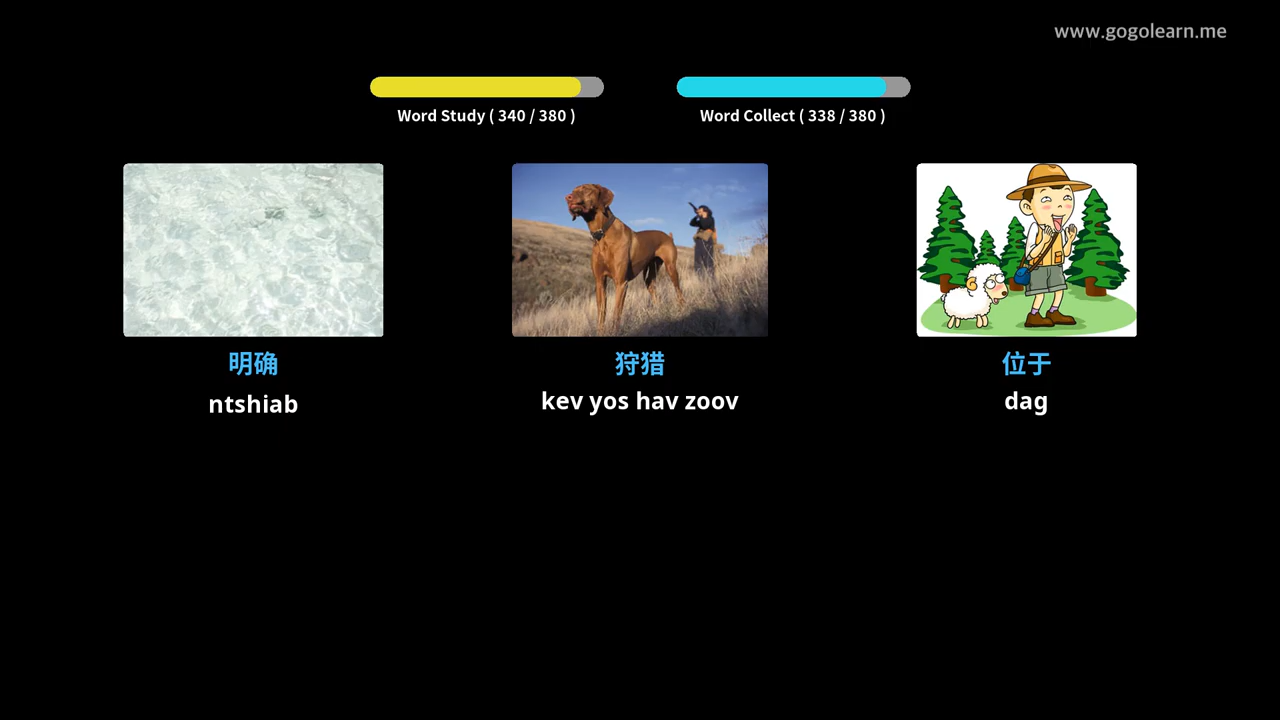 www.gogolearn.me
Word Study ( 340 / 380 )
Word Collect ( 338 / 380 )
明确
ntshiab
狩猎
kev yos hav zoov
位于
dag